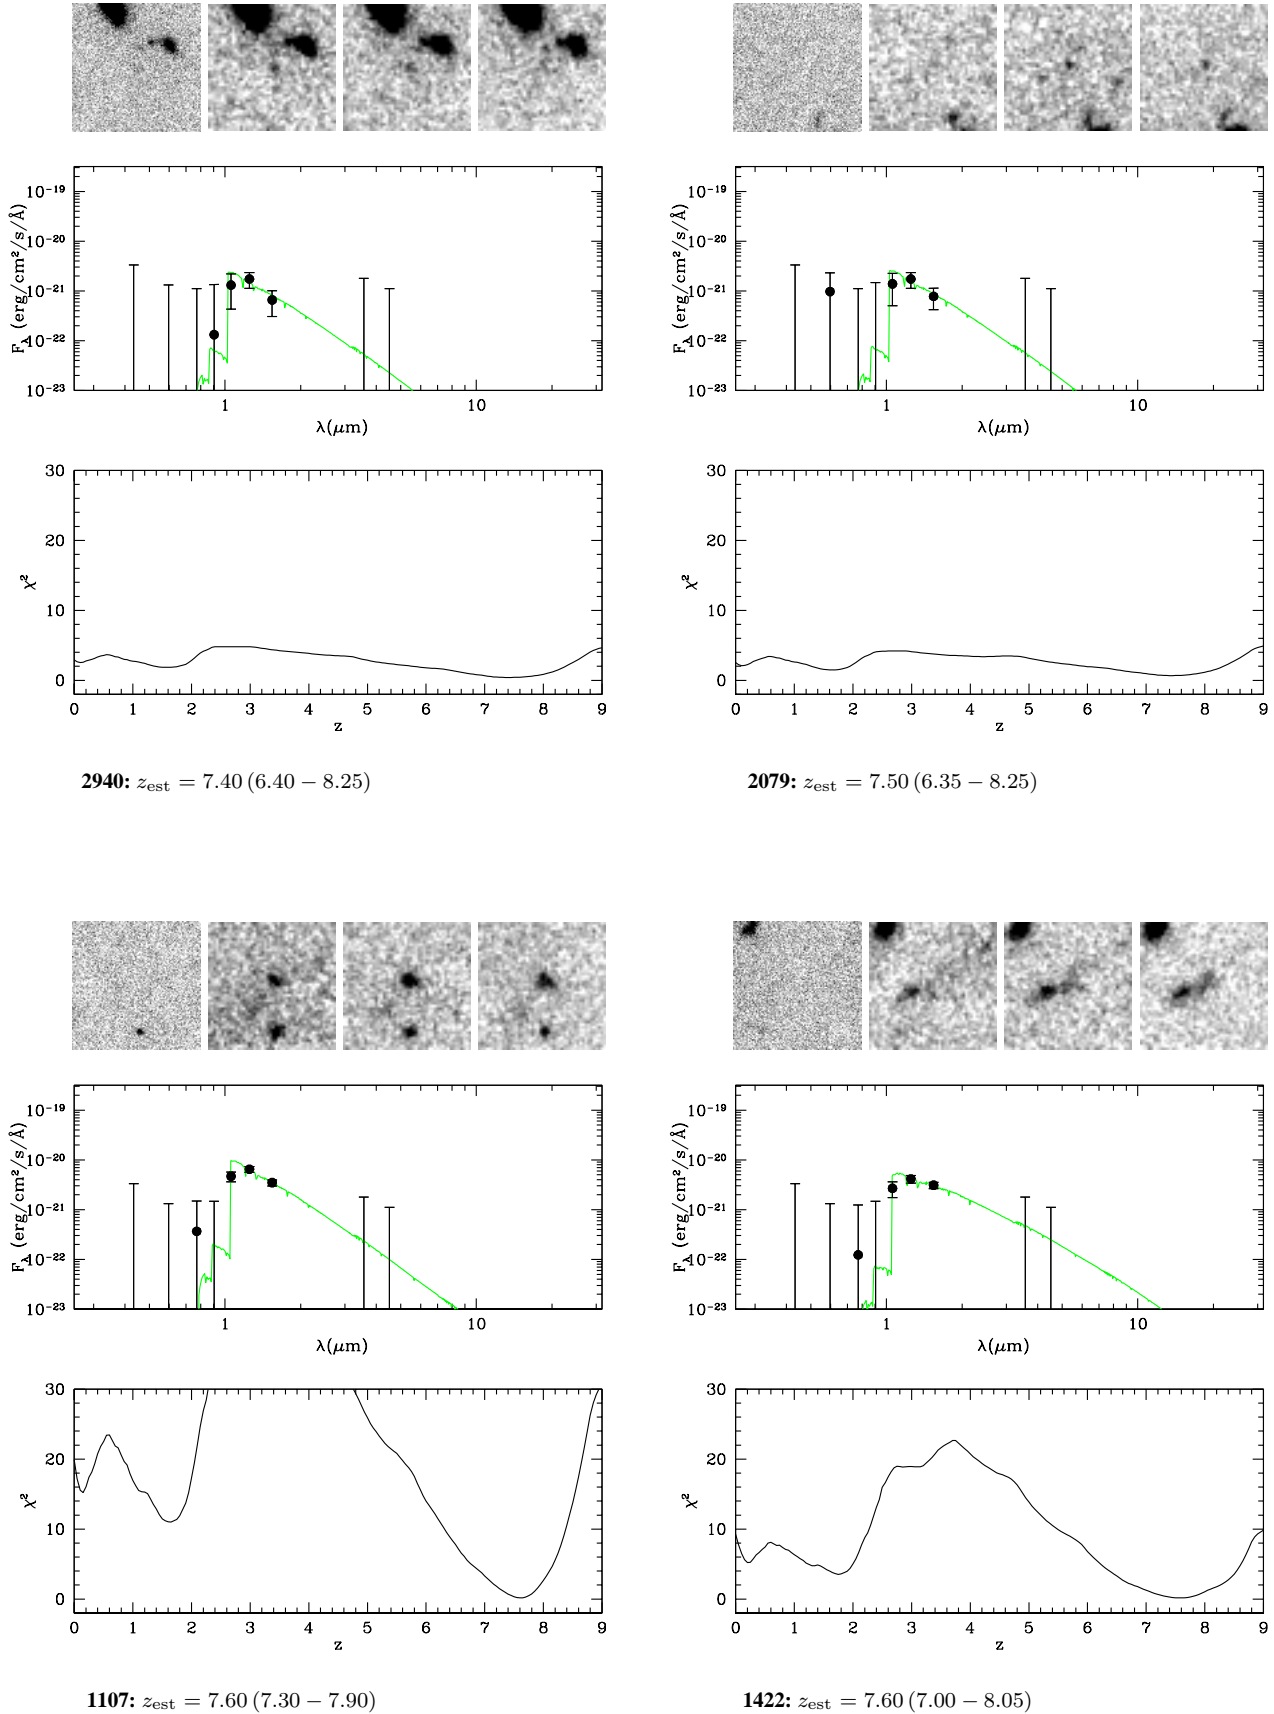 10⁻¹⁹ 10⁻¹⁹
10⁻²⁰ 10⁻²⁰
10⁻²¹ 10⁻²¹
10⁻²² 10⁻²²
10⁻²³ 10⁻²³
F_λ (erg/cm²/s/Å) F_λ (erg/cm²/s/Å)
1 10 1 10
λ(μm) λ(μm)
30 30
20 20
10 10
0 0
χ² χ²
0 1 2 3 4 5 6 7 8 9 0 1 2 3 4 5 6 7 8 9
z z
2940: z_est = 7.40 (6.40 − 8.25) 2079: z_est = 7.50 (6.35 − 8.25)
10⁻¹⁹ 10⁻¹⁹
10⁻²⁰ 10⁻²⁰
10⁻²¹ 10⁻²¹
10⁻²² 10⁻²²
10⁻²³ 10⁻²³
F_λ (erg/cm²/s/Å) F_λ (erg/cm²/s/Å)
1 10 1 10
λ(μm) λ(μm)
30 30
20 20
10 10
0 0
χ² χ²
0 1 2 3 4 5 6 7 8 9 0 1 2 3 4 5 6 7 8 9
z z
1107: z_est = 7.60 (7.30 − 7.90) 1422: z_est = 7.60 (7.00 − 8.05)